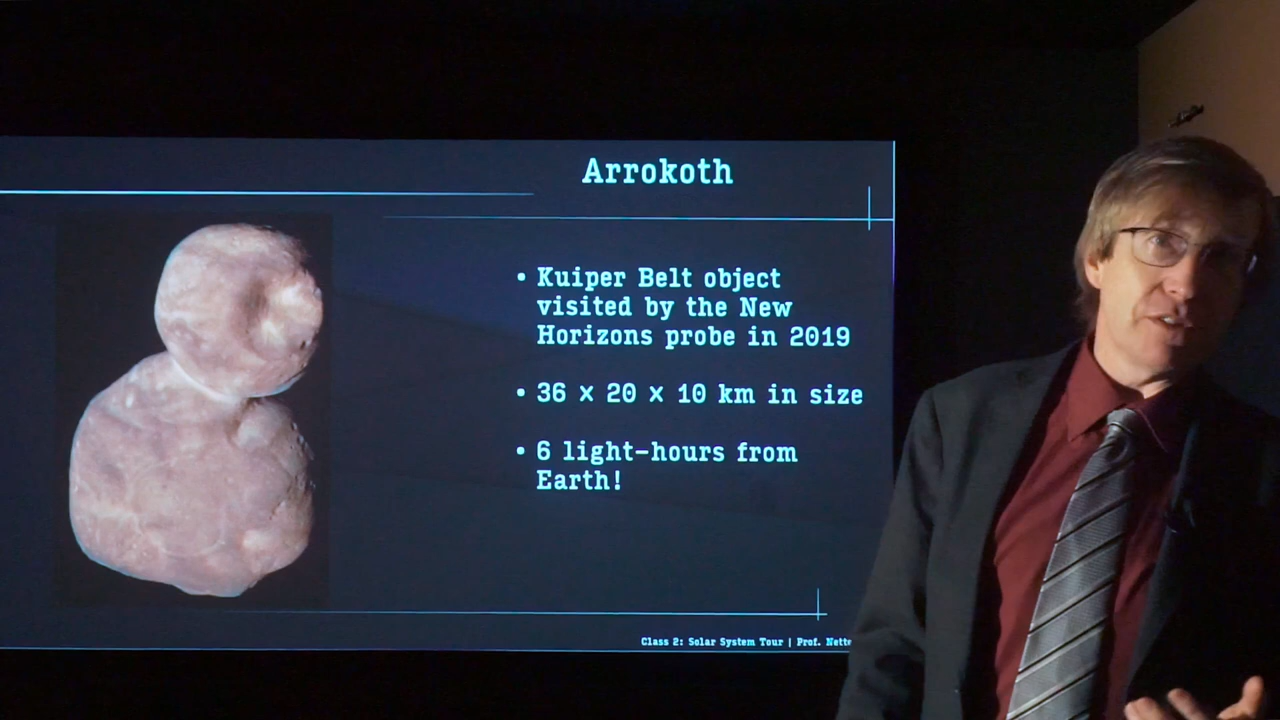 Arrokoth
• Kuiper Belt object
visited by the New
Horizons probe in 2019
• 36 x 20 x 10 km in size
• 6 light-hours from
Earth!
Class 2: Solar System Tour | Prof.